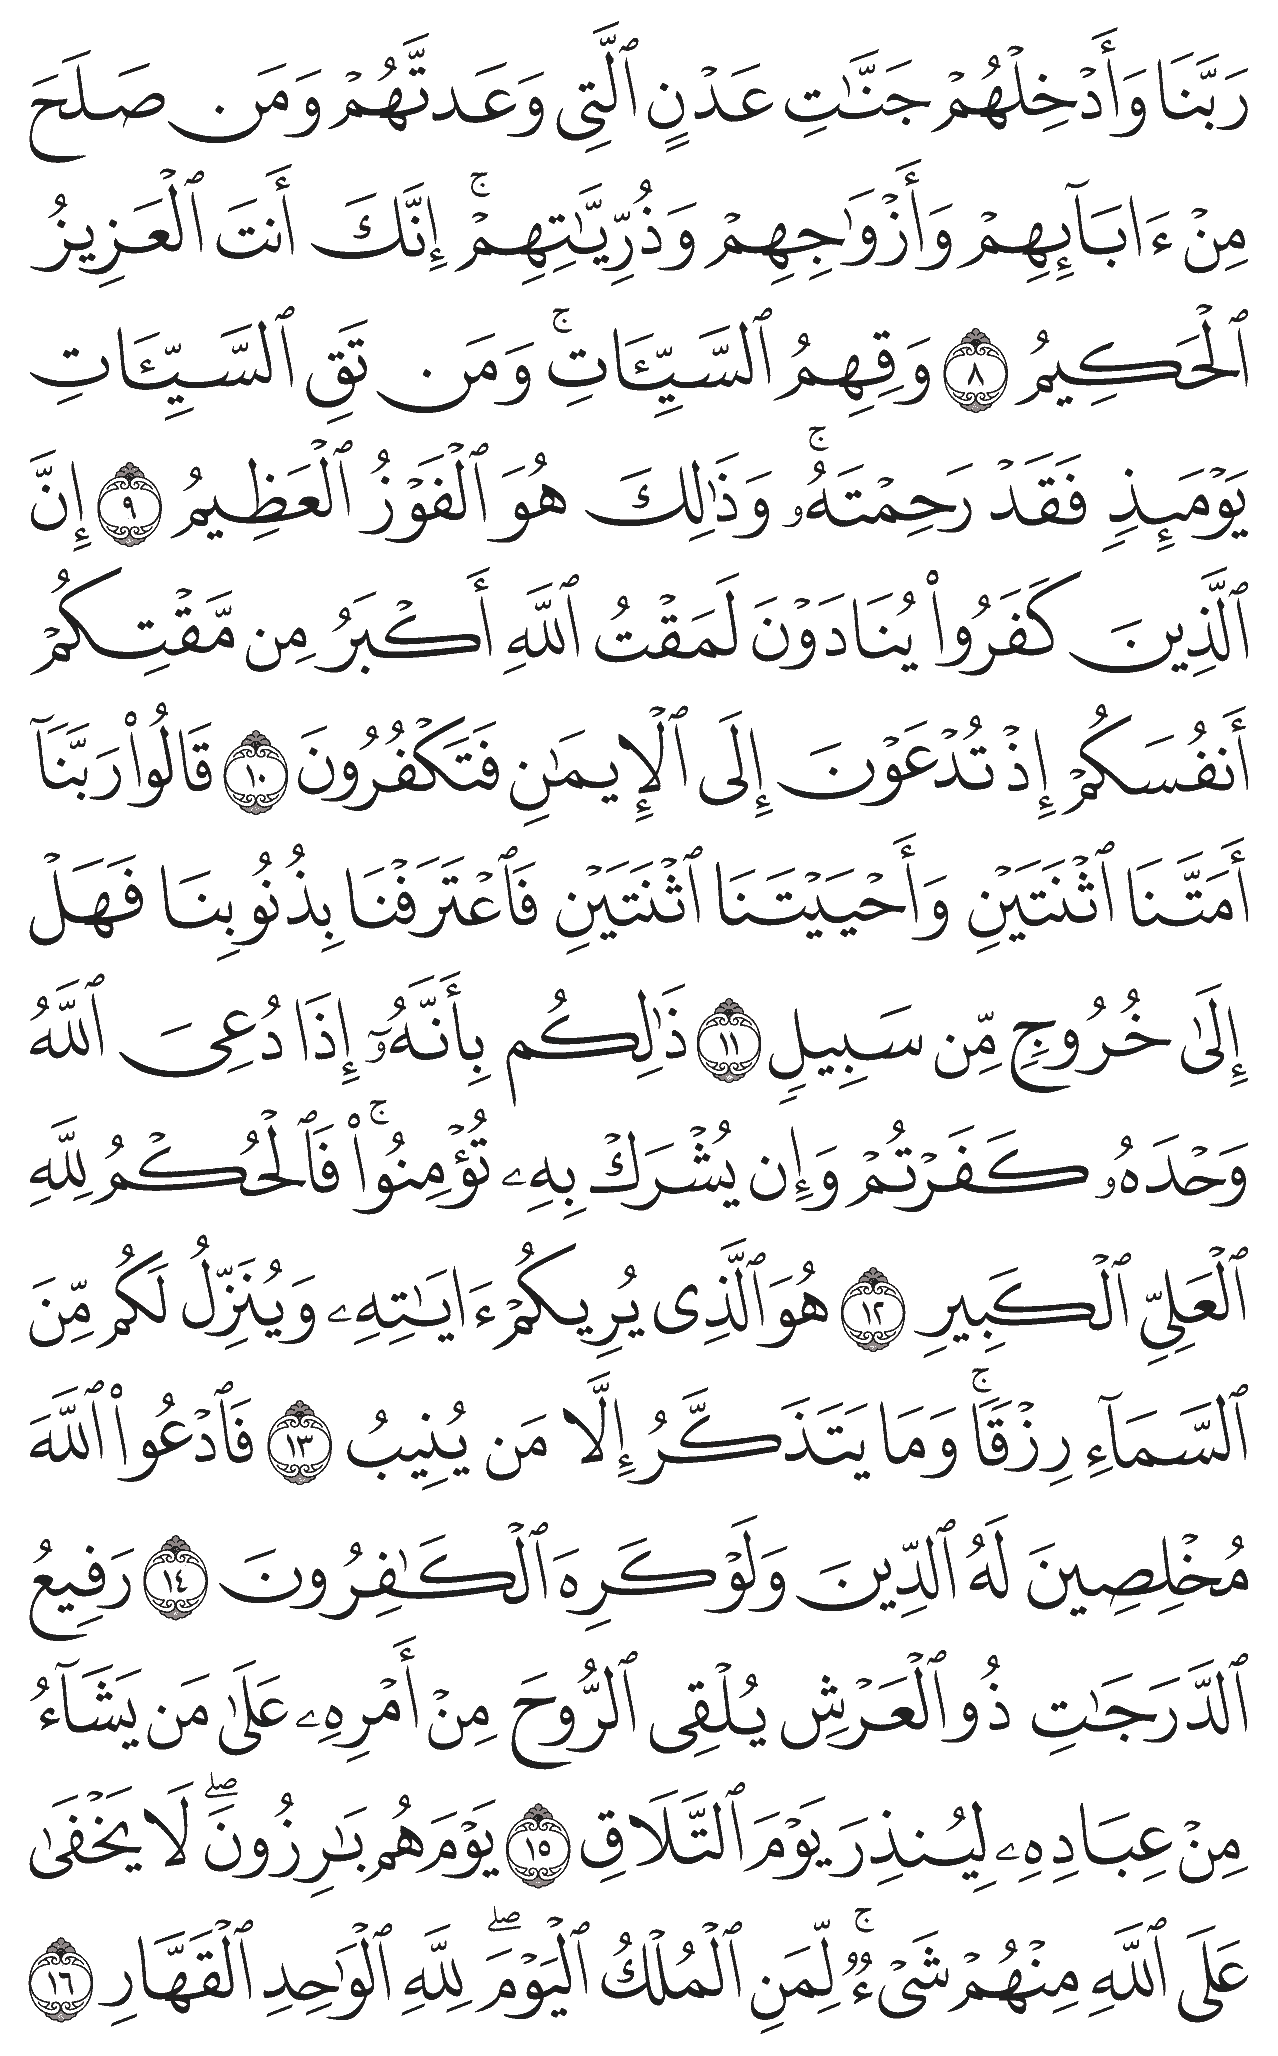 رَبَّنَا وَأَدْخِلْهُمْ جَنَّٰتِ عَدْنٍ ٱلَّتِى وَعَدتَّهُمْ وَمَن صَلَحَ
مِنْ ءَابَآئِهِمْ وَأَزْوَٰجِهِمْ وَذُرِّيَّٰتِهِمْ ۚ إِنَّكَ أَنتَ ٱلْعَزِيزُ
ٱلْحَكِيمُ ٨ وَقِهِمُ ٱلسَّيِّـَٔاتِ ۚ وَمَن تَقِ ٱلسَّيِّـَٔاتِ
يَوْمَئِذٍ فَقَدْ رَحِمْتَهُۥ ۚ وَذَٰلِكَ هُوَ ٱلْفَوْزُ ٱلْعَظِيمُ ٩ إِنَّ
ٱلَّذِينَ كَفَرُوا۟ يُنَادَوْنَ لَمَقْتُ ٱللَّهِ أَكْبَرُ مِن مَّقْتِكُمْ
أَنفُسَكُمْ إِذْ تُدْعَوْنَ إِلَى ٱلْإِيمَٰنِ فَتَكْفُرُونَ ١٠ قَالُوا۟ رَبَّنَآ
أَمَتَّنَا ٱثْنَتَيْنِ وَأَحْيَيْتَنَا ٱثْنَتَيْنِ فَٱعْتَرَفْنَا بِذُنُوبِنَا فَهَلْ
إِلَىٰ خُرُوجٍ مِّن سَبِيلٍ ١١ ذَٰلِكُم بِأَنَّهُۥٓ إِذَا دُعِىَ ٱللَّهُ
وَحْدَهُۥ كَفَرْتُمْ وَإِن يُشْرَكْ بِهِۦ تُؤْمِنُوا۟ ۚ فَٱلْحُكْمُ لِلَّهِ
ٱلْعَلِىِّ ٱلْكَبِيرِ ١٢ هُوَ ٱلَّذِى يُرِيكُمْ ءَايَٰتِهِۦ وَيُنَزِّلُ لَكُم مِّنَ
ٱلسَّمَآءِ رِزْقًا ۚ وَمَا يَتَذَكَّرُ إِلَّا مَن يُنِيبُ ١٣ فَٱدْعُوا۟ ٱللَّهَ
مُخْلِصِينَ لَهُ ٱلدِّينَ وَلَوْ كَرِهَ ٱلْكَٰفِرُونَ ١٤ رَفِيعُ
ٱلدَّرَجَٰتِ ذُو ٱلْعَرْشِ يُلْقِى ٱلرُّوحَ مِنْ أَمْرِهِۦ عَلَىٰ مَن يَشَآءُ
مِنْ عِبَادِهِۦ لِيُنذِرَ يَوْمَ ٱلتَّلَاقِ ١٥ يَوْمَ هُم بَٰرِزُونَ ۖ لَا يَخْفَىٰ
عَلَى ٱللَّهِ مِنْهُمْ شَىْءٌ ۚ لِّمَنِ ٱلْمُلْكُ ٱلْيَوْمَ ۖ لِلَّهِ ٱلْوَٰحِدِ ٱلْقَهَّارِ ١٦